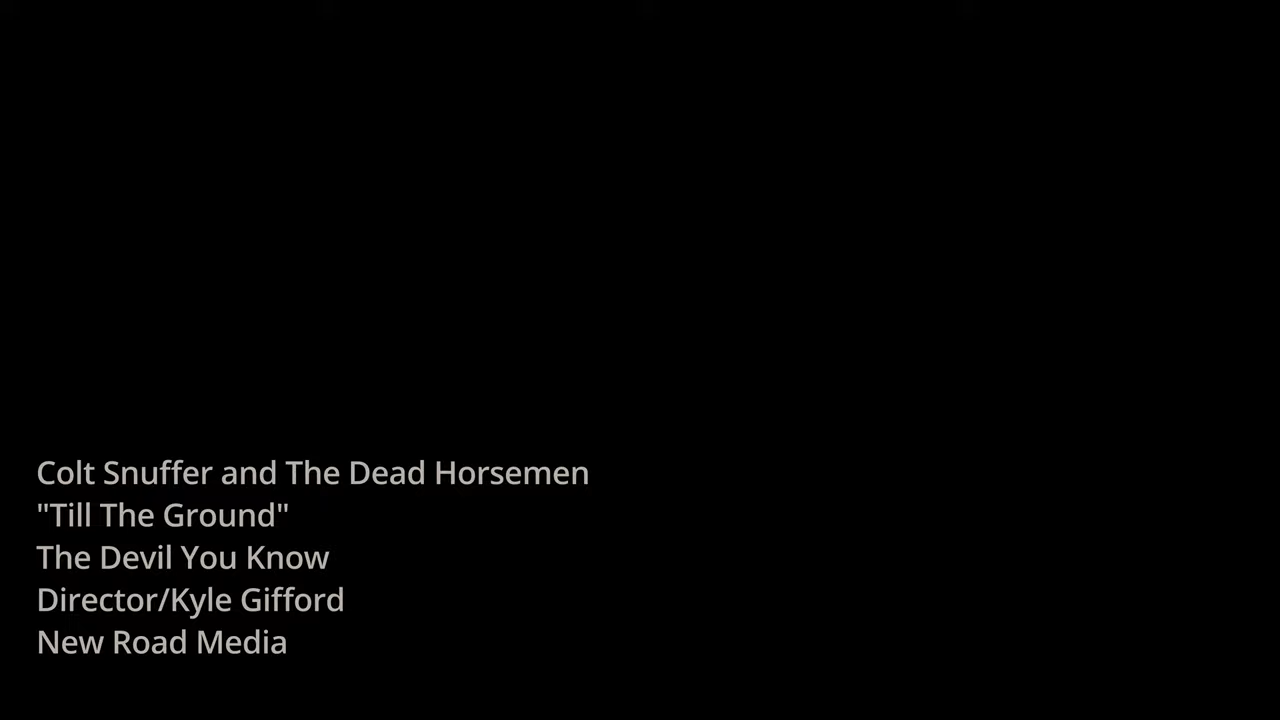 Colt Snuffer and The Dead Horsemen
"Till The Ground"
The Devil You Know
Director/Kyle Gifford
New Road Media